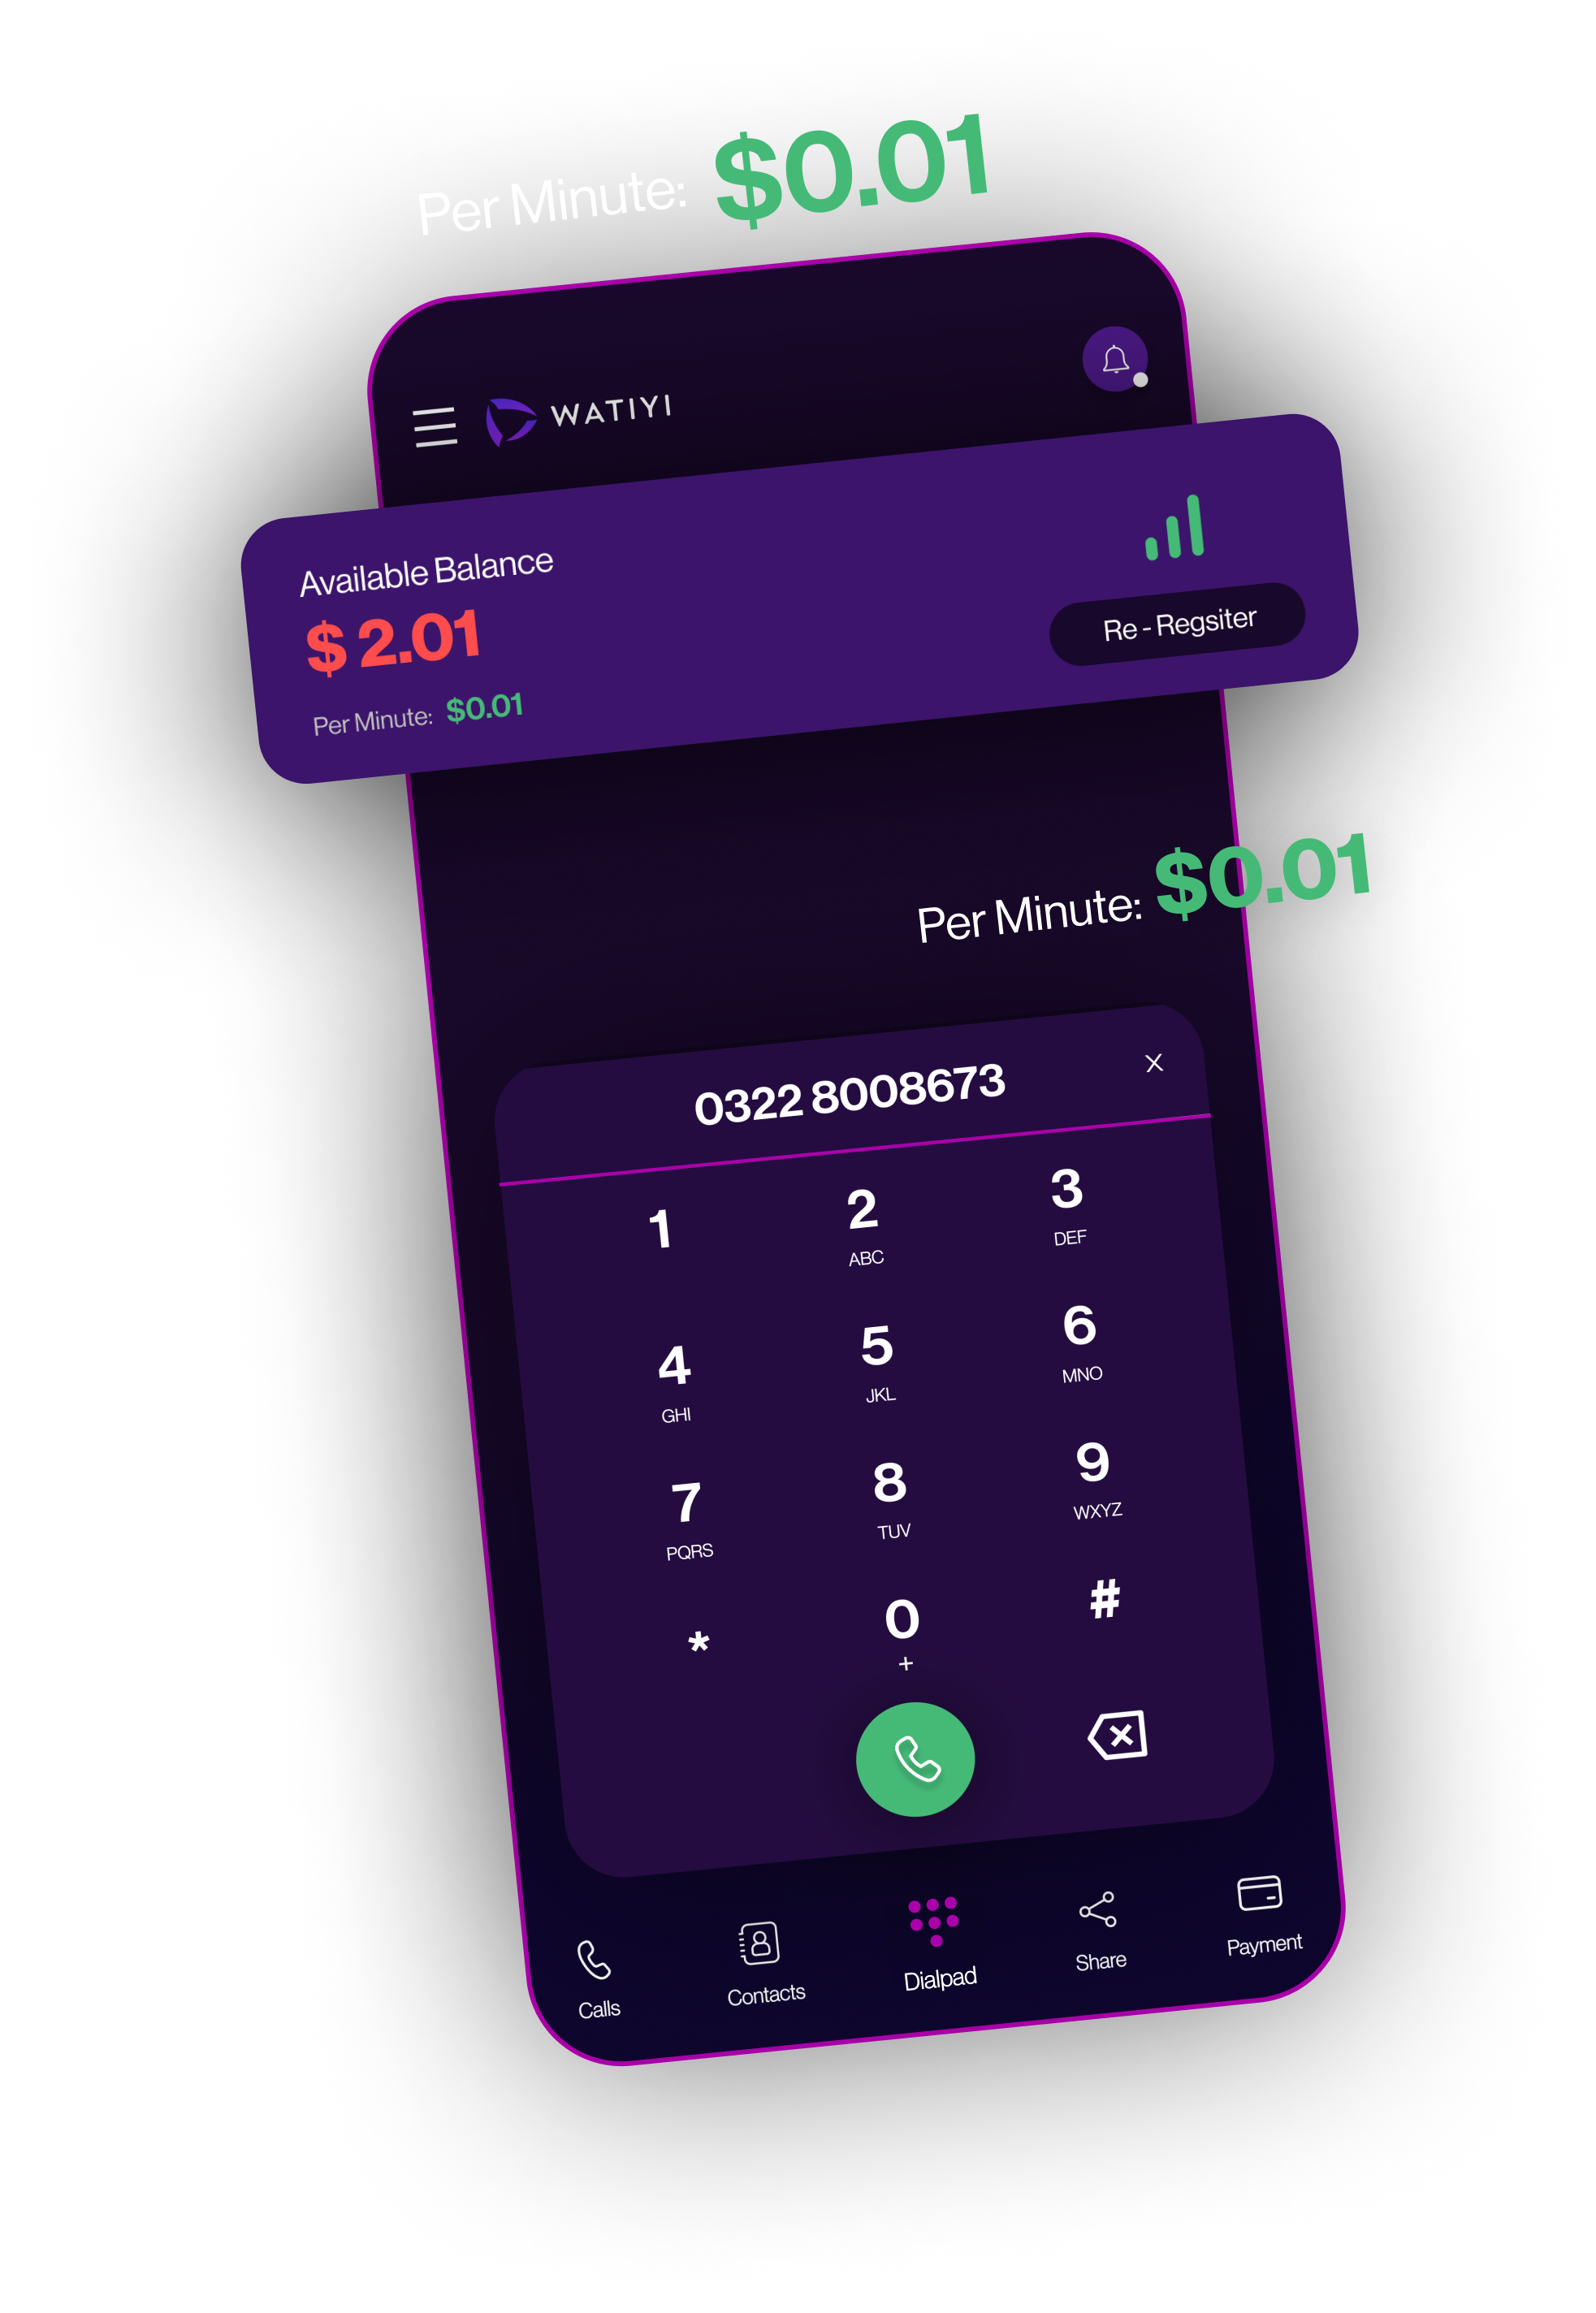 Per Minute: $0.01
WATIYI
Available Balance
$ 2.01
Re - Regsiter
Per Minute: $0.01
Per Minute: $0.01
0322 8008673
X
1 2 3
ABC DEF
4 5 6
GHI JKL MNO
7 8 9
PQRS TUV WXYZ
* 0 #
+
Calls Contacts Dialpad Share Payment